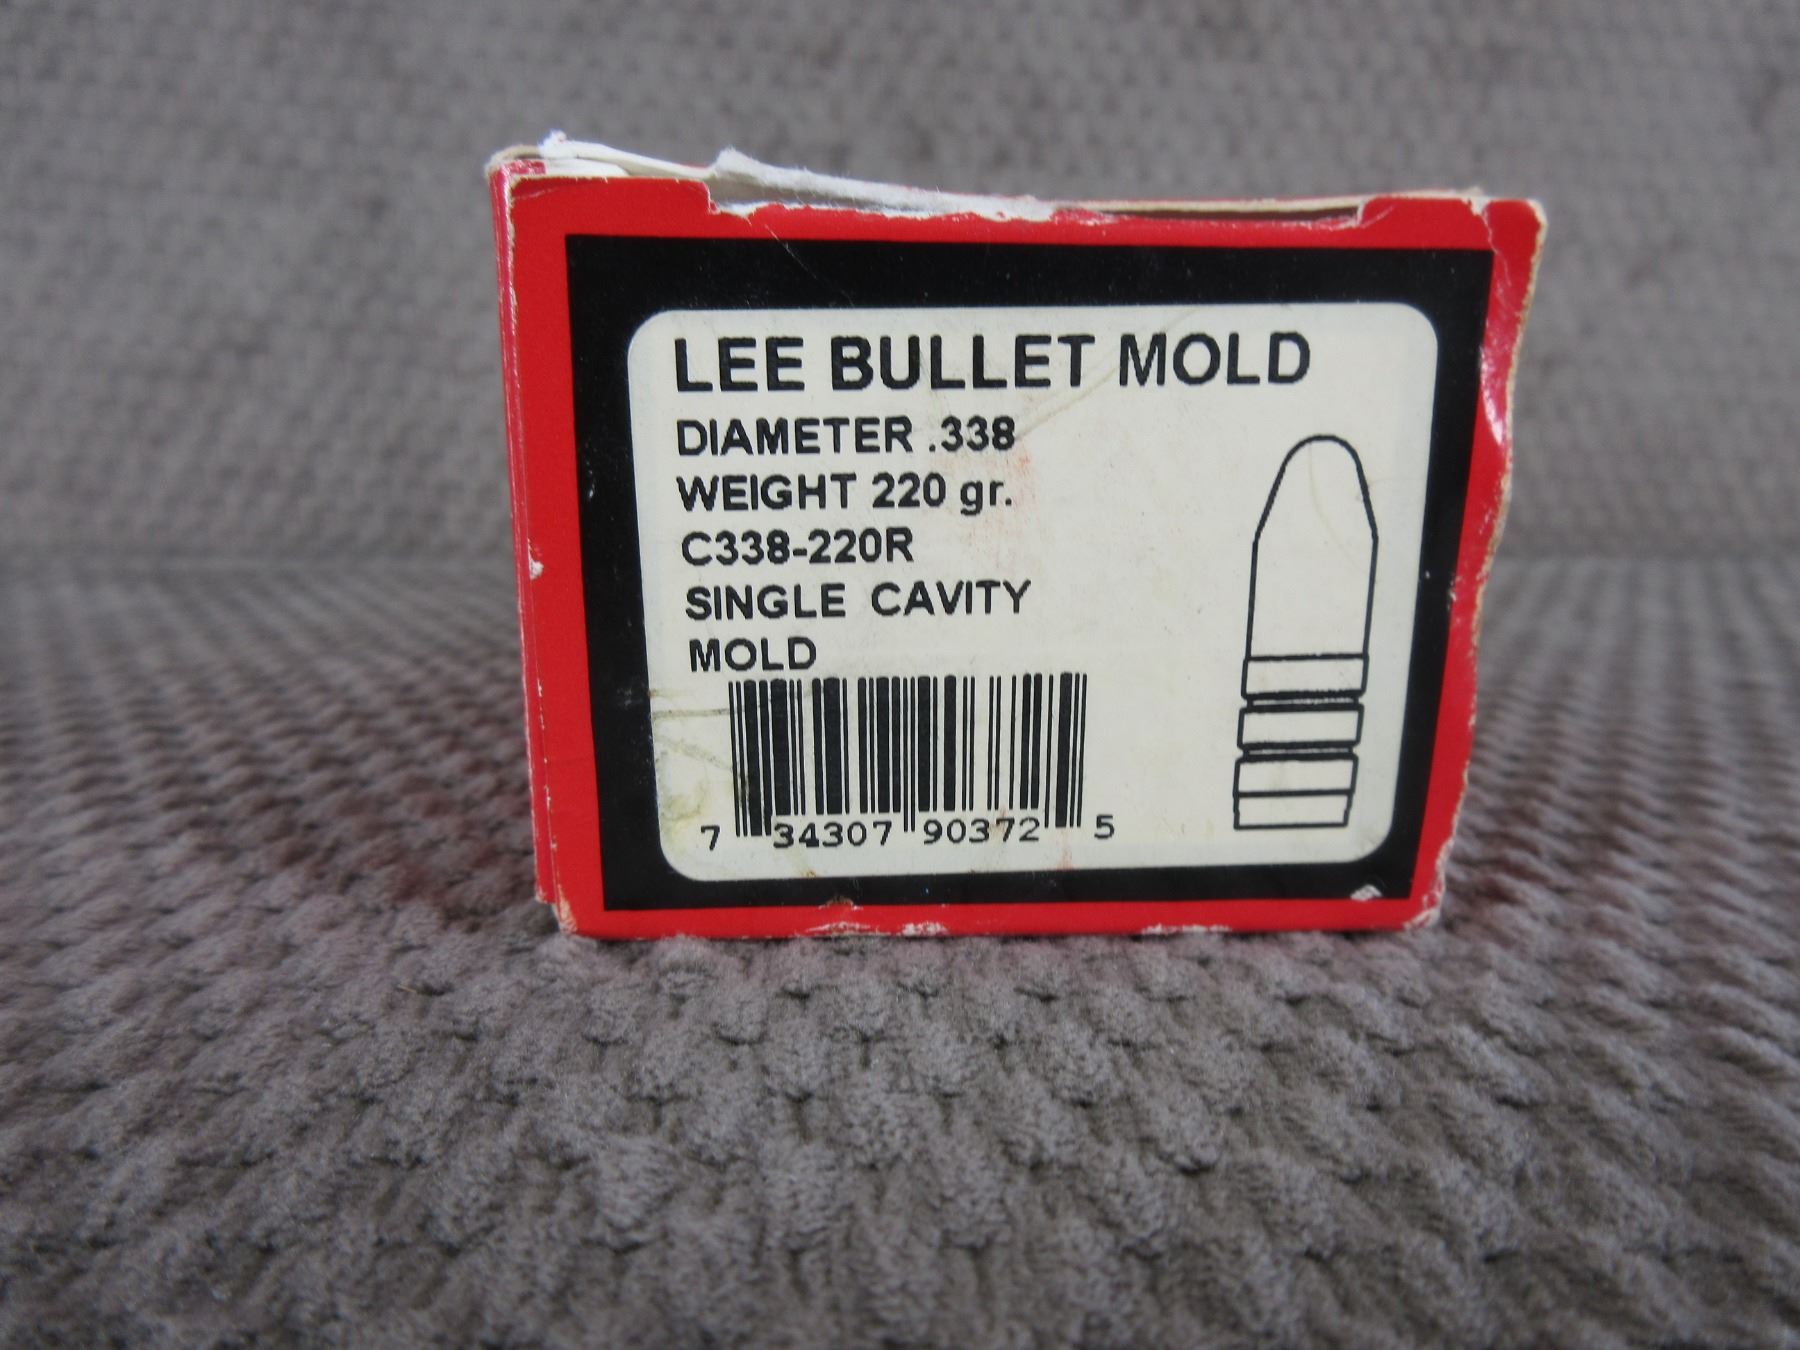 LEE BULLET MOLD
DIAMETER .338
WEIGHT 220 gr.
C338-220R
SINGLE CAVITY
MOLD
7 34307 90372 5